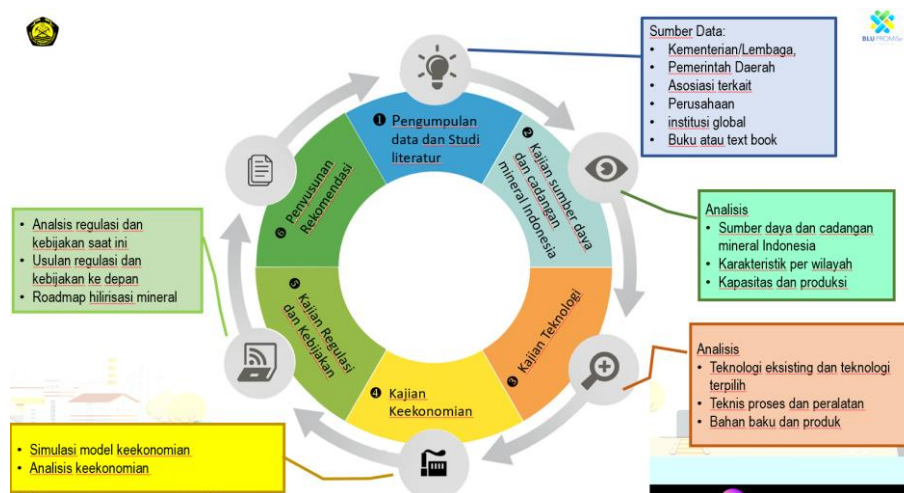 BLU PROMISE
Sumber Data:
• Kementerian/Lembaga,
• Pemerintah Daerah
• Asosiasi terkait
• Perusahaan
• institusi global
• Buku atau text book
❶ Pengumpulan
data dan Studi
literatur
❷ Kajian sumber daya
dan cadangan
mineral Indonesia
Analisis
• Sumber daya dan cadangan
mineral Indonesia
• Karakteristik per wilayah
• Kapasitas dan produksi
❸ Kajian Teknologi
Analisis
• Teknologi eksisting dan teknologi
terpilih
• Teknis proses dan peralatan
• Bahan baku dan produk
❹ Kajian
Keekonomian
• Simulasi model keekonomian
• Analisis keekonomian
❺ Kajian Regulasi
dan Kebijakan
• Analisis regulasi dan
kebijakan saat ini
• Usulan regulasi dan
kebijakan ke depan
• Roadmap hilirisasi mineral
❻ Penyusunan
Rekomendasi